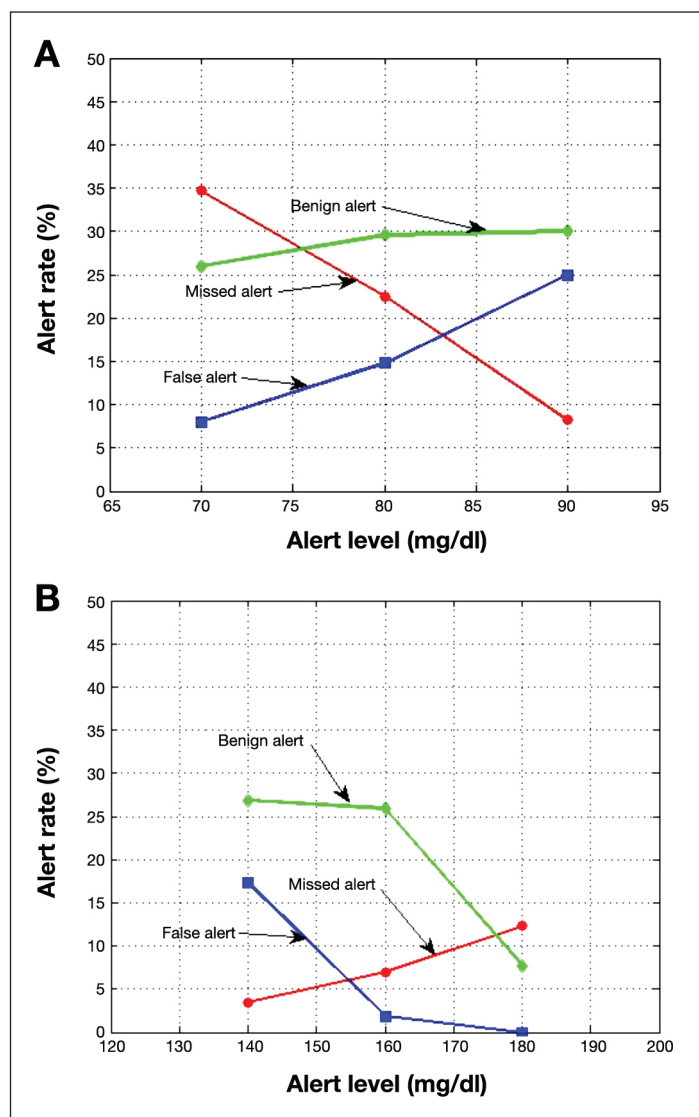 A
50
45
40
35
30
25
20
15
10
5
0
65 70 75 80 85 90 95
Alert rate (%)
Alert level (mg/dl)
Benign alert
Missed alert
False alert
B
50
45
40
35
30
25
20
15
10
5
0
120 130 140 150 160 170 180 190 200
Alert rate (%)
Alert level (mg/dl)
Benign alert
Missed alert
False alert